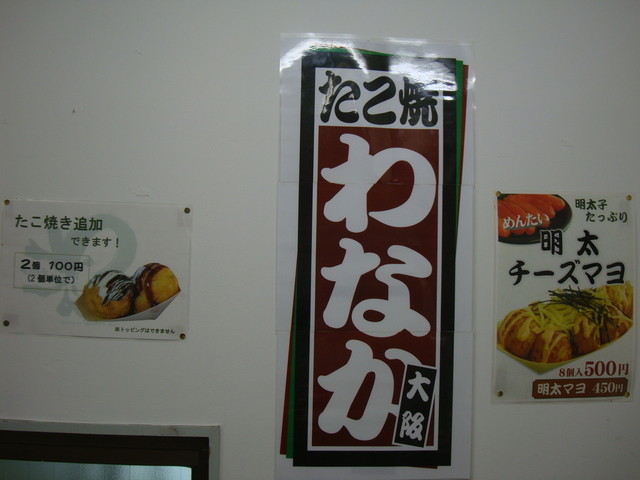 たこ焼き追加
できます!
2個 100円
(2個単位で)
※トッピングはできません
たこ焼
わなか
大阪
明太子
たっぷり
めんたい
明太
チーズマヨ
8個入500円
明太マヨ 450円